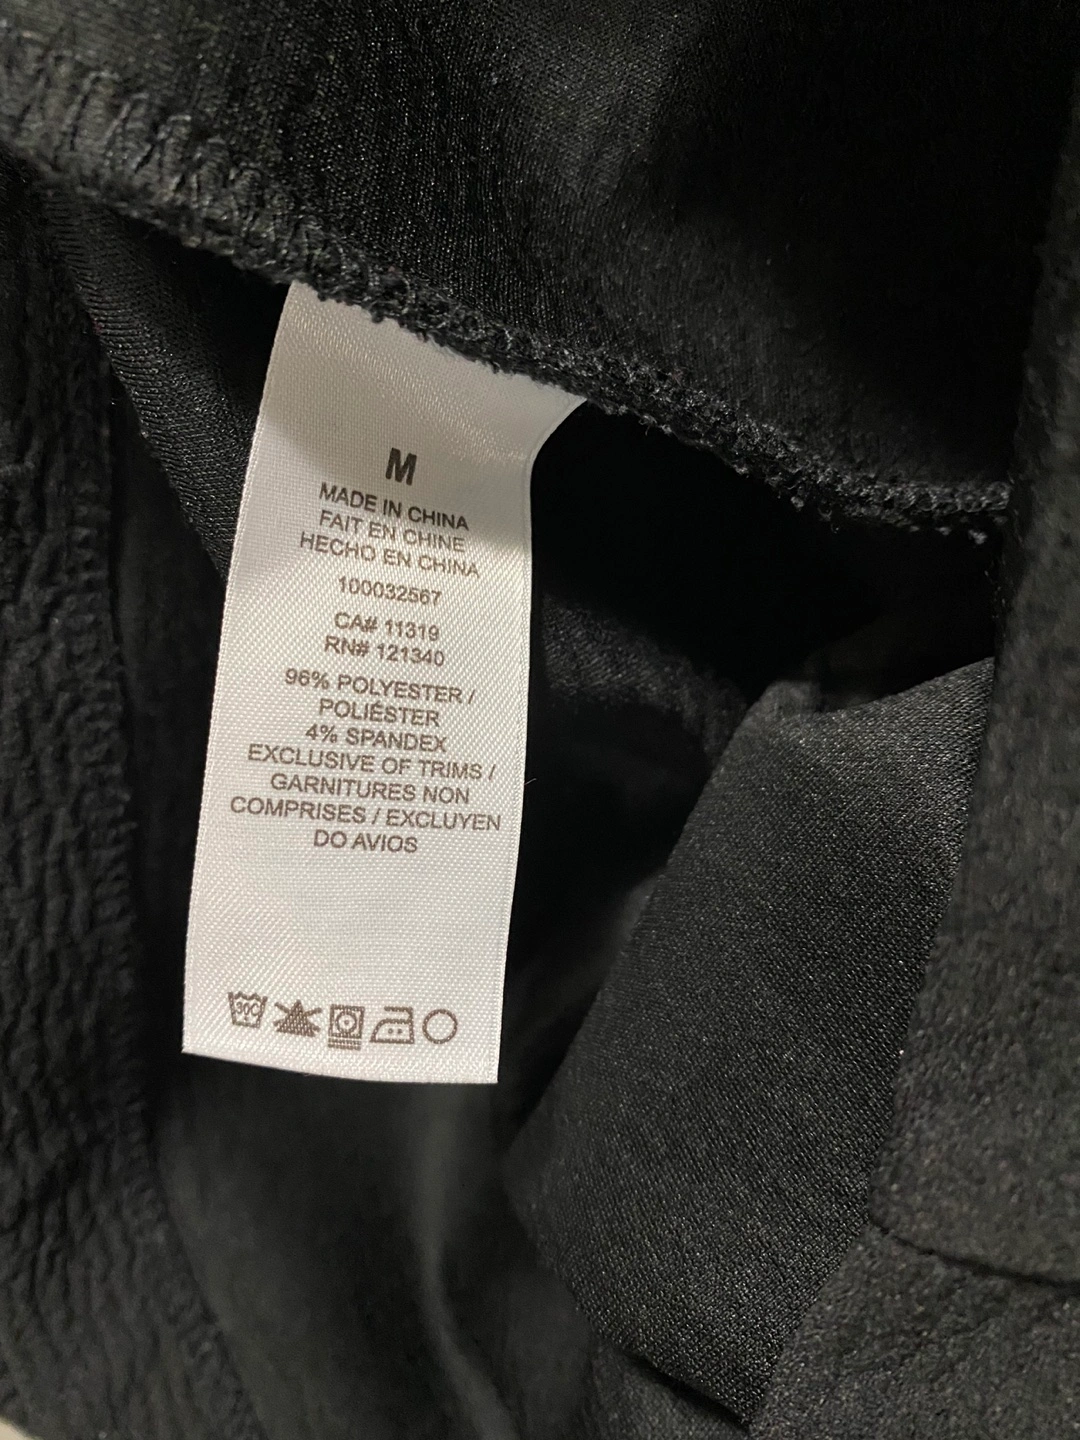 M
MADE IN CHINA
FAIT EN CHINE
HECHO EN CHINA
100032567
CA# 11319
RN# 121340
96% POLYESTER /
POLIÉSTER
4% SPANDEX
EXCLUSIVE OF TRIMS /
GARNITURES NON
COMPRISES / EXCLUYEN
DO AVIOS
30C